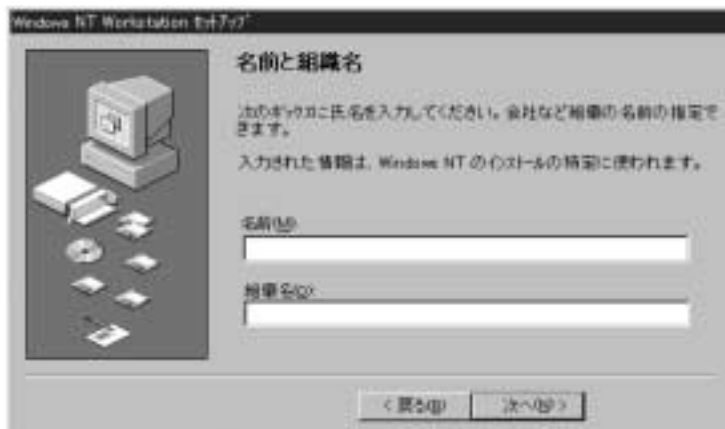 Windows NT Workstation セットアップ
名前と組織名
次のボックスに氏名を入力してください。会社など組織の名前の指定で
きます。
入力された情報は、Windows NT のインストールの特定に使われます。
名前(M):
組織名(O):
< 戻る(B)
次へ(N) >